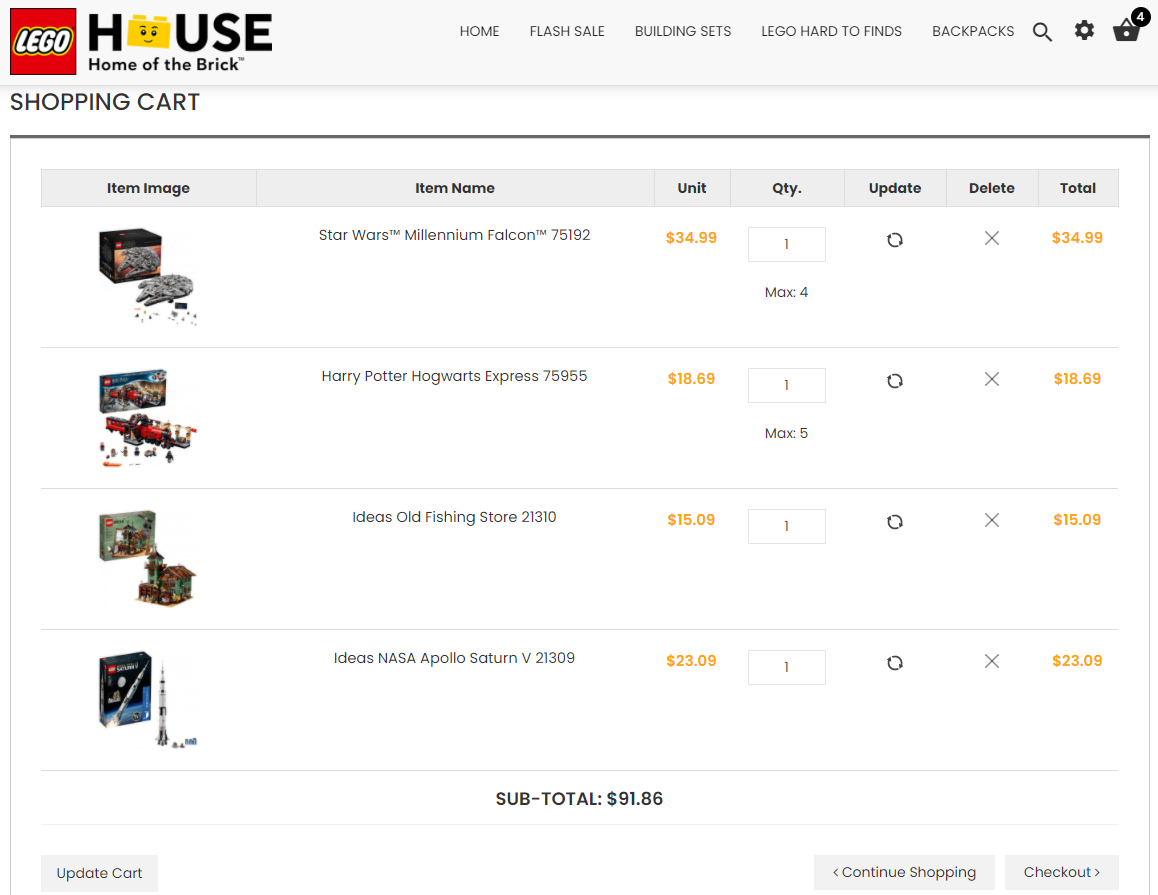 LEGO HOUSE
Home of the Brick™
HOME FLASH SALE BUILDING SETS LEGO HARD TO FINDS BACKPACKS 4
SHOPPING CART
Item Image Item Name Unit Qty. Update Delete Total
Star Wars™ Millennium Falcon™ 75192 $34.99 1 $34.99
Max: 4
Harry Potter Hogwarts Express 75955 $18.69 1 $18.69
Max: 5
Ideas Old Fishing Store 21310 $15.09 1 $15.09
Ideas NASA Apollo Saturn V 21309 $23.09 1 $23.09
SUB-TOTAL: $91.86
Update Cart ‹ Continue Shopping Checkout ›